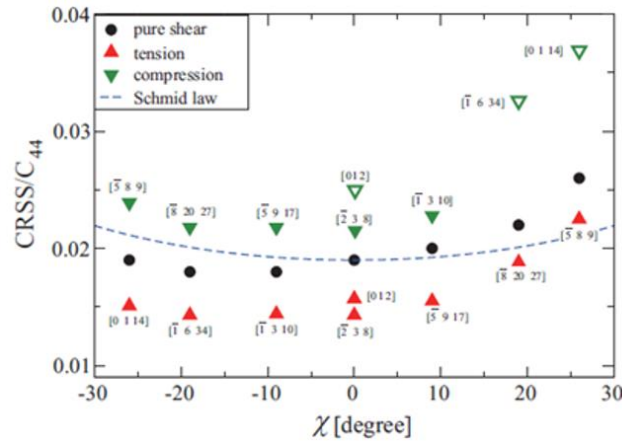 0.04
0.03
0.02
0.01
CRSS/C₄₄
pure shear
tension
compression
Schmid law
[0 1 14]
[1̅ 6 34]
[012]
[5̅ 8 9]
[8̅ 20 27]
[5̅ 9 17]
[2̅ 3 8]
[1̅ 3 10]
[5̅ 8 9]
[8̅ 20 27]
[012]
[0 1 14]
[1̅ 6 34]
[1̅ 3 10]
[2̅ 3 8]
[5̅ 9 17]
-30 -20 -10 0 10 20 30
χ [degree]